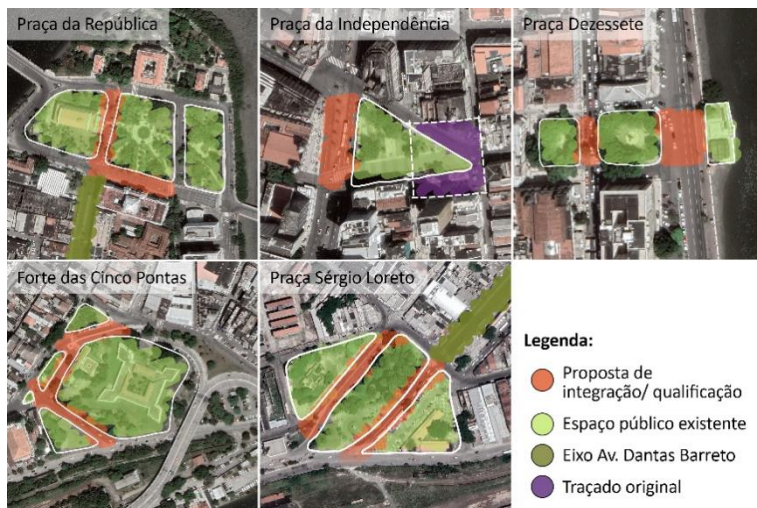 Praça da República
Praça da Independência
Praça Dezessete
Forte das Cinco Pontas
Praça Sérgio Loreto
Legenda:
Proposta de
integração/ qualificação
Espaço público existente
Eixo Av. Dantas Barreto
Traçado original